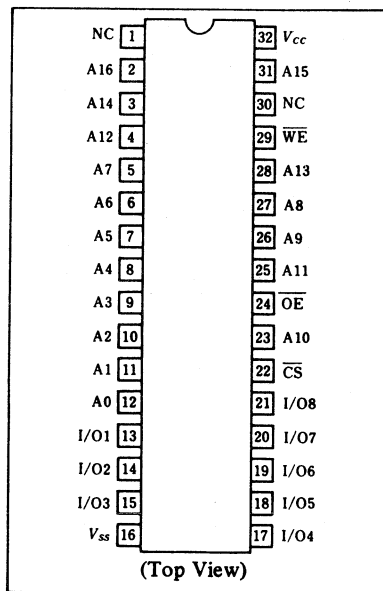 NC 1 32 Vcc
A16 2 31 A15
A14 3 30 NC
A12 4 29 W̅E̅
A7 5 28 A13
A6 6 27 A8
A5 7 26 A9
A4 8 25 A11
A3 9 24 O̅E̅
A2 10 23 A10
A1 11 22 C̅S̅
A0 12 21 I/O8
I/O1 13 20 I/O7
I/O2 14 19 I/O6
I/O3 15 18 I/O5
Vss 16 17 I/O4
(Top View)